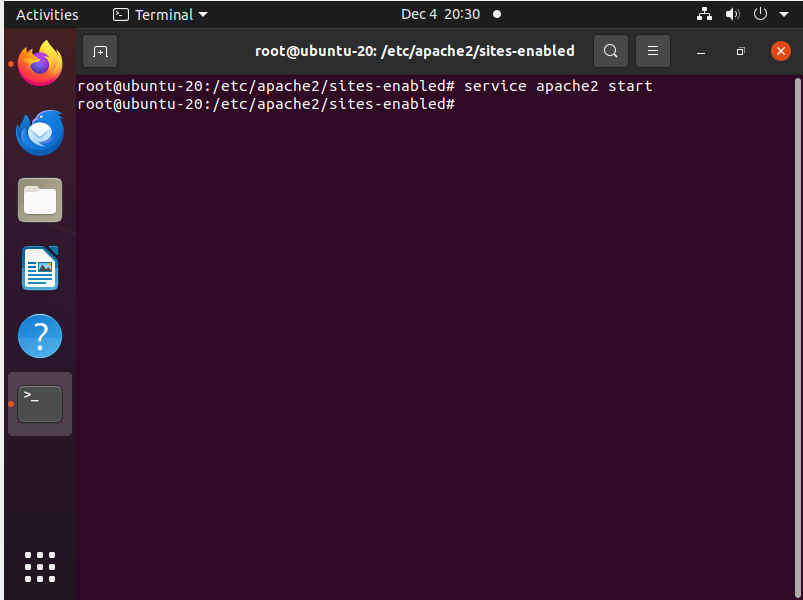 Activities
Terminal
Dec 4 20:30
root@ubuntu-20: /etc/apache2/sites-enabled
root@ubuntu-20:/etc/apache2/sites-enabled# service apache2 start
root@ubuntu-20:/etc/apache2/sites-enabled#
?
>_